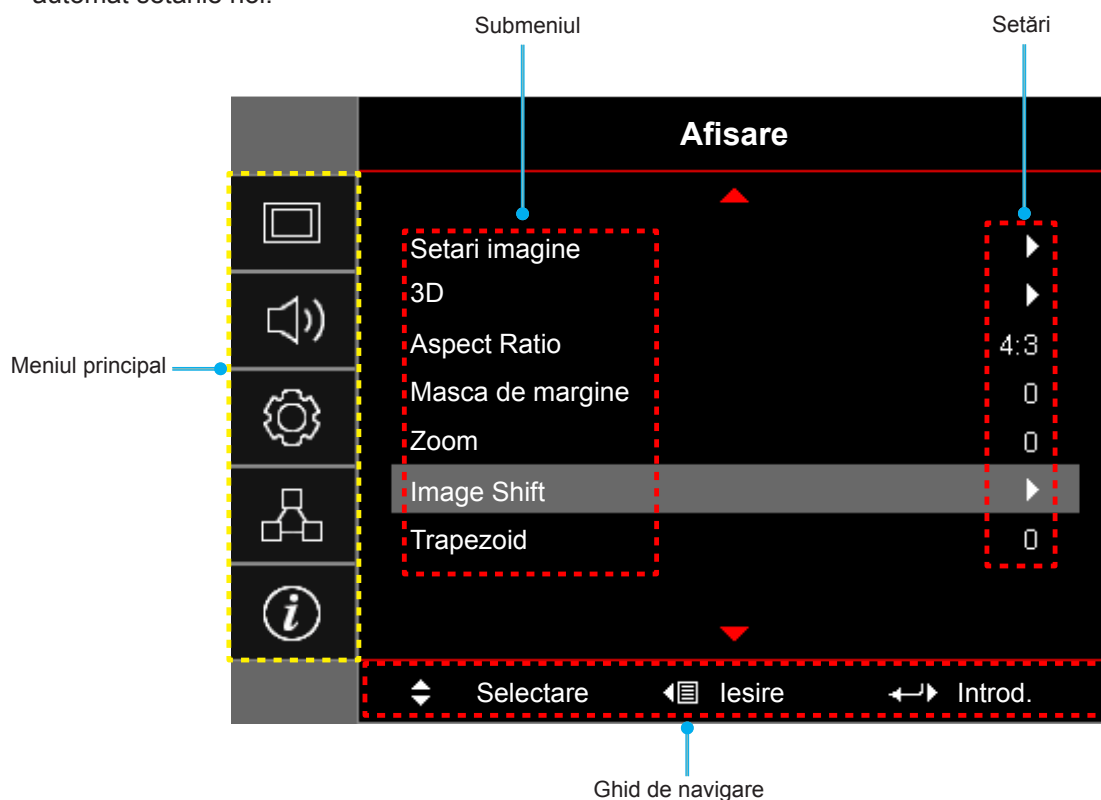 Submeniul Setări
Afisare
Setari imagine
3D
Aspect Ratio 4:3
Meniul principal
Masca de margine 0
Zoom 0
Image Shift
Trapezoid 0
i
Selectare Iesire Introd.
Ghid de navigare